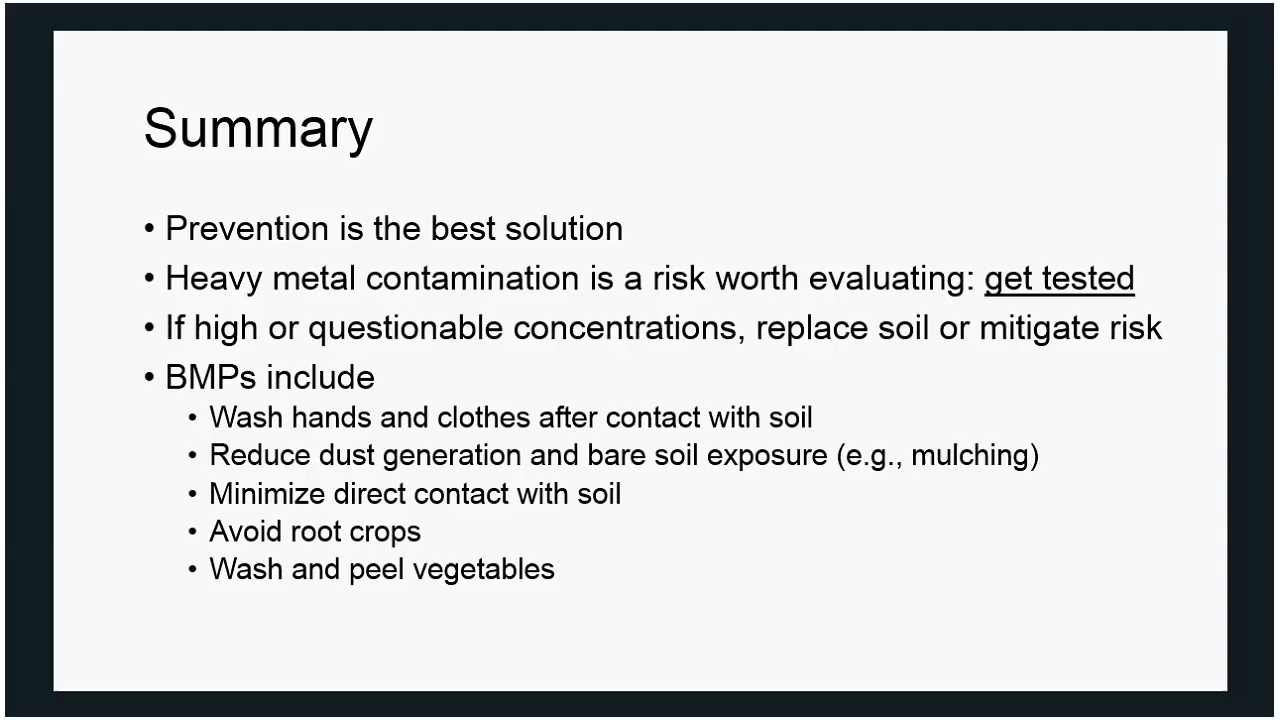 Summary
• Prevention is the best solution
• Heavy metal contamination is a risk worth evaluating: get tested
• If high or questionable concentrations, replace soil or mitigate risk
• BMPs include
• Wash hands and clothes after contact with soil
• Reduce dust generation and bare soil exposure (e.g., mulching)
• Minimize direct contact with soil
• Avoid root crops
• Wash and peel vegetables